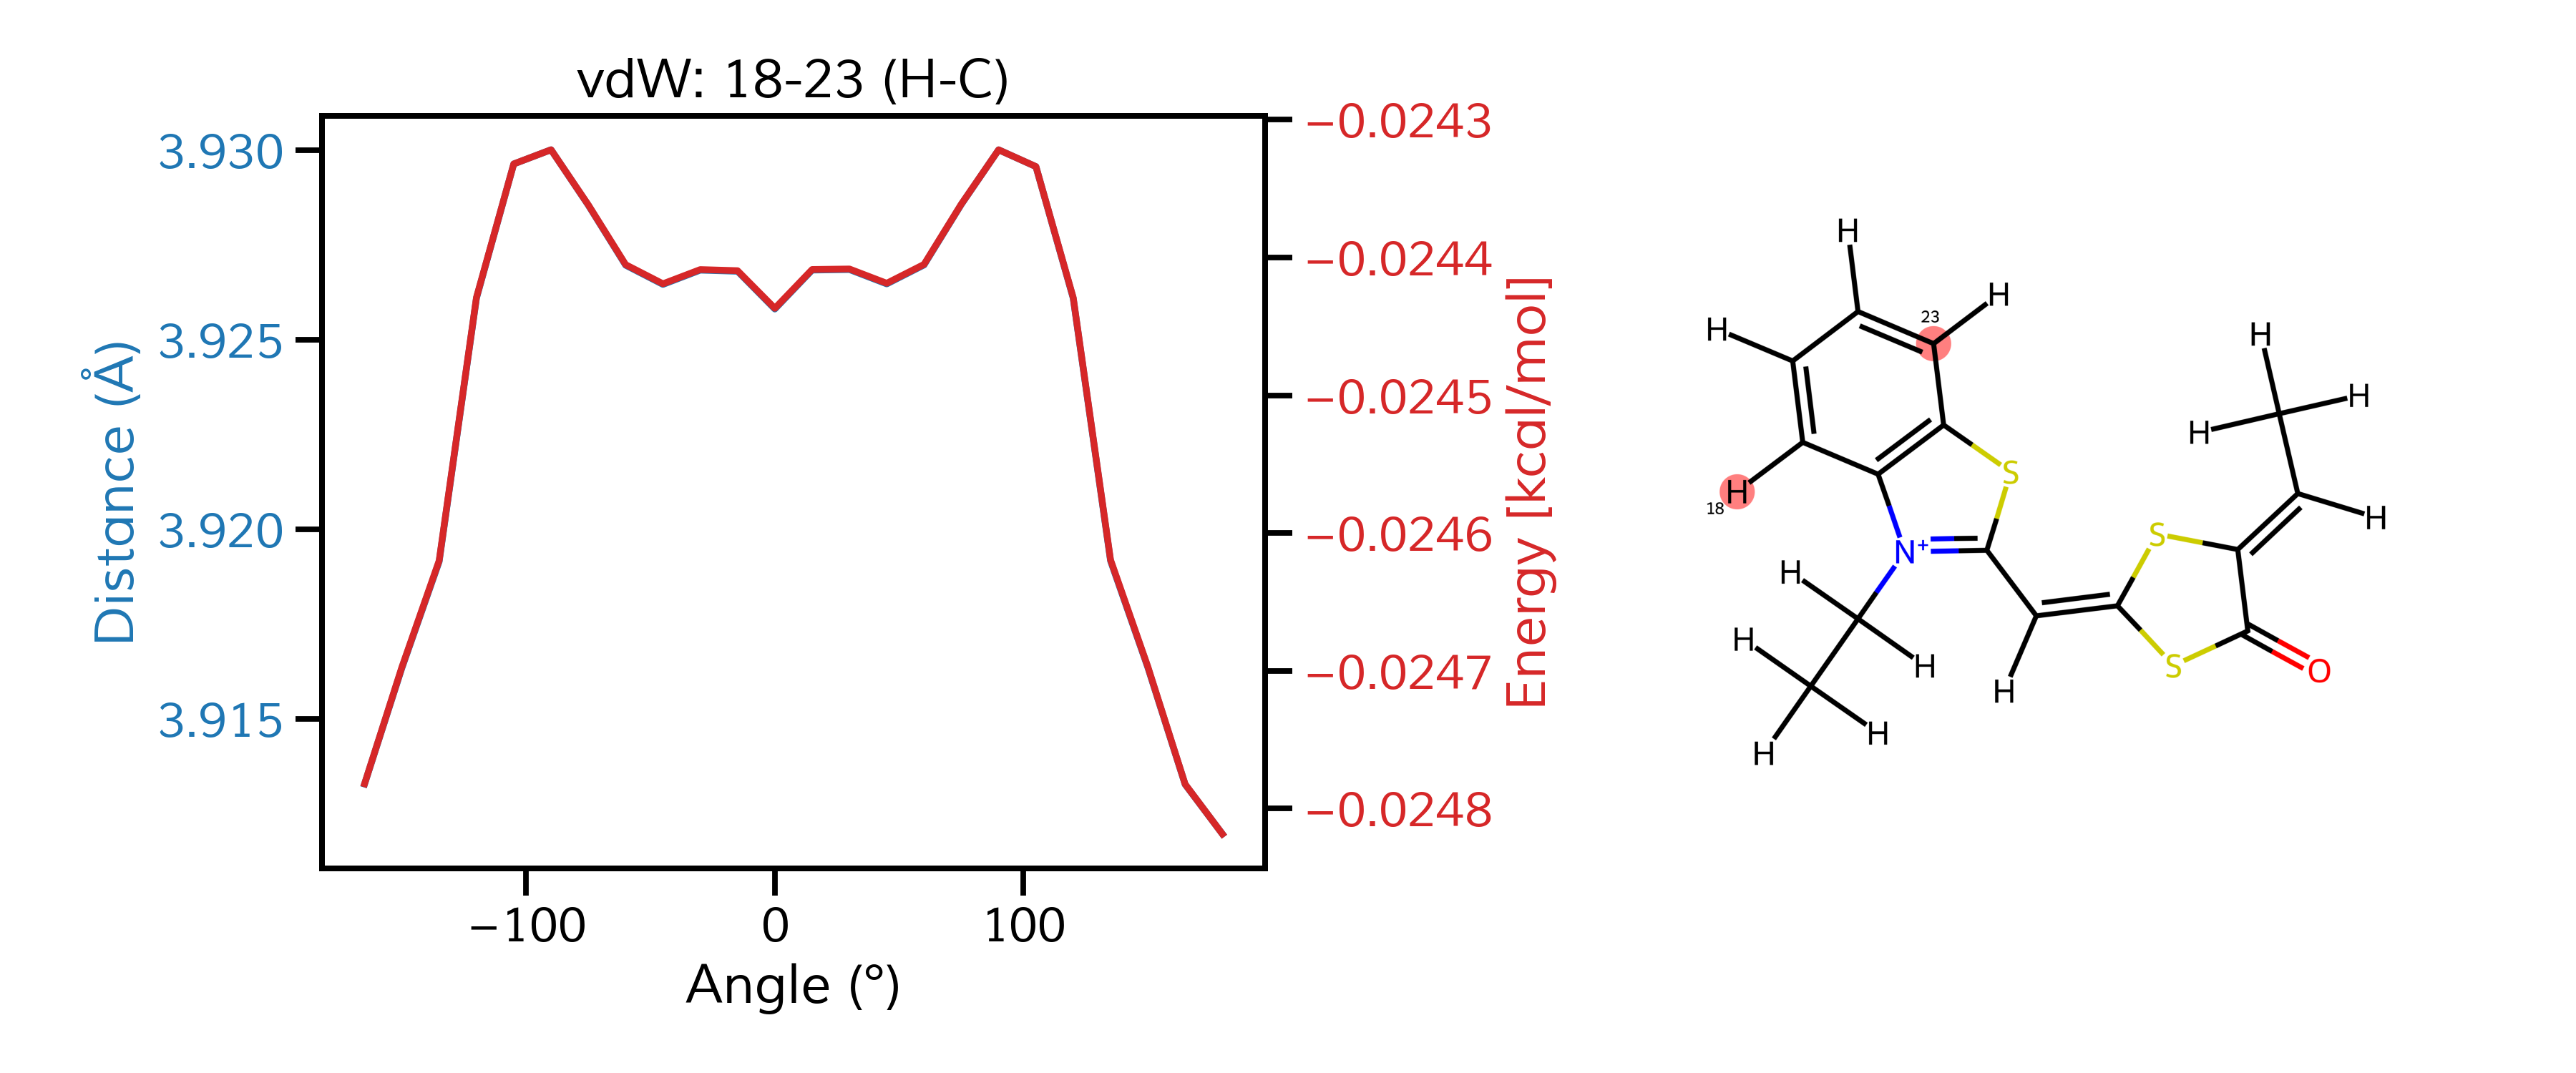 vdW: 18-23 (H-C)
Distance (Å)
3.930
3.925
3.920
3.915
−0.0243
−0.0244
−0.0245
−0.0246
−0.0247
−0.0248
Energy [kcal/mol]
−100
0
100
Angle (°)
H
H
23
H
H
H
H
S
H
18
S
H
N+
H
H
H
S
O
H
H
H
H